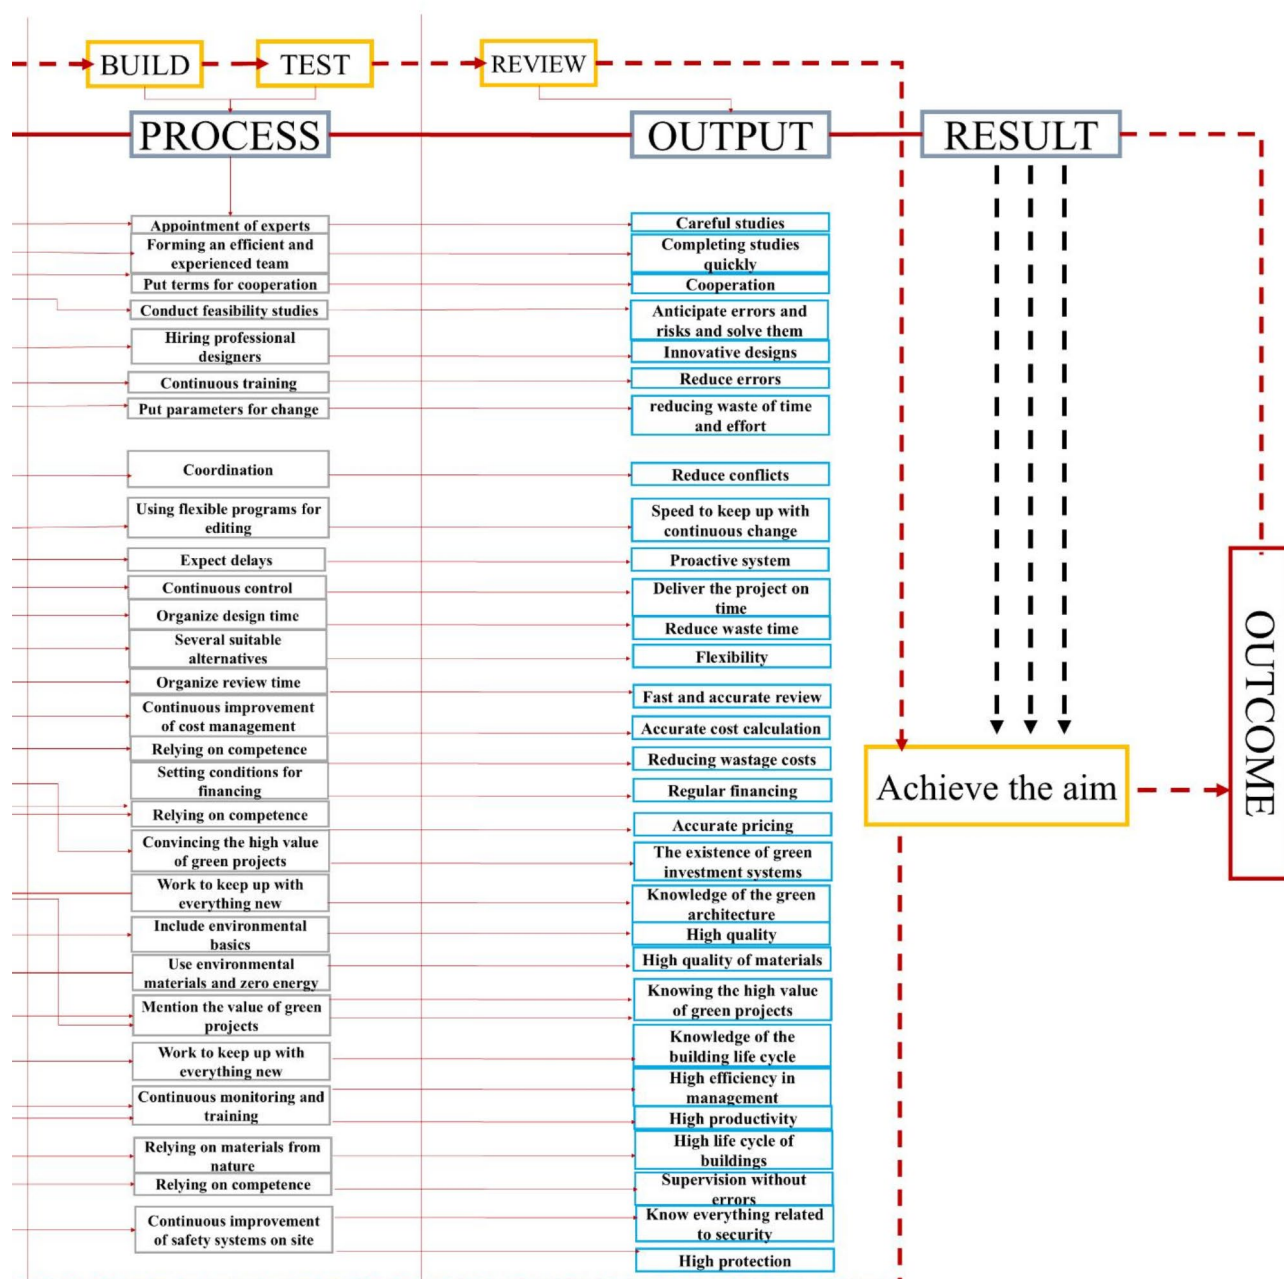 BUILD
TEST
REVIEW
PROCESS
OUTPUT
RESULT
Appointment of experts
Forming an efficient and
experienced team
Put terms for cooperation
Conduct feasibility studies
Hiring professional
designers
Continuous training
Put parameters for change
Coordination
Using flexible programs for
editing
Expect delays
Continuous control
Organize design time
Several suitable
alternatives
Organize review time
Continuous improvement
of cost management
Relying on competence
Setting conditions for
financing
Relying on competence
Convincing the high value
of green projects
Work to keep up with
everything new
Include environmental
basics
Use environmental
materials and zero energy
Mention the value of green
projects
Work to keep up with
everything new
Continuous monitoring and
training
Relying on materials from
nature
Relying on competence
Continuous improvement
of safety systems on site
Careful studies
Completing studies
quickly
Cooperation
Anticipate errors and
risks and solve them
Innovative designs
Reduce errors
reducing waste of time
and effort
Reduce conflicts
Speed to keep up with
continuous change
Proactive system
Deliver the project on
time
Reduce waste time
Flexibility
Fast and accurate review
Accurate cost calculation
Reducing wastage costs
Regular financing
Accurate pricing
The existence of green
investment systems
Knowledge of the green
architecture
High quality
High quality of materials
Knowing the high value
of green projects
Knowledge of the
building life cycle
High efficiency in
management
High productivity
High life cycle of
buildings
Supervision without
errors
Know everything related
to security
High protection
Achieve the aim
OUTCOME